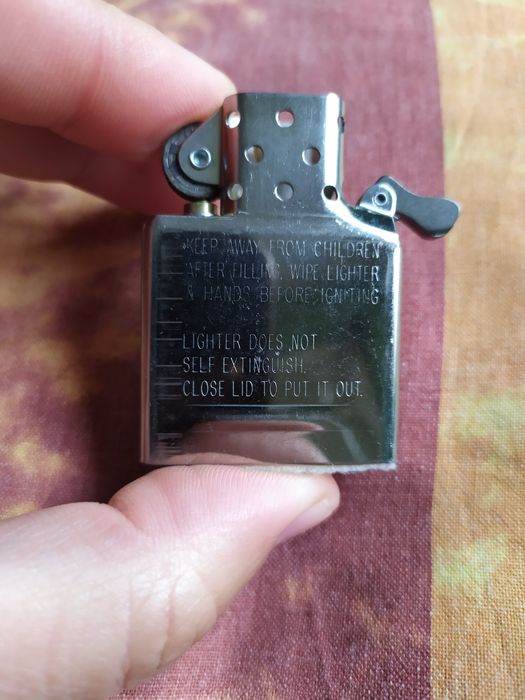 KEEP AWAY FROM CHILDREN
AFTER FILLING, WIPE LIGHTER
& HANDS BEFORE IGNITING
LIGHTER DOES NOT
SELF EXTINGUISH.
CLOSE LID TO PUT IT OUT.